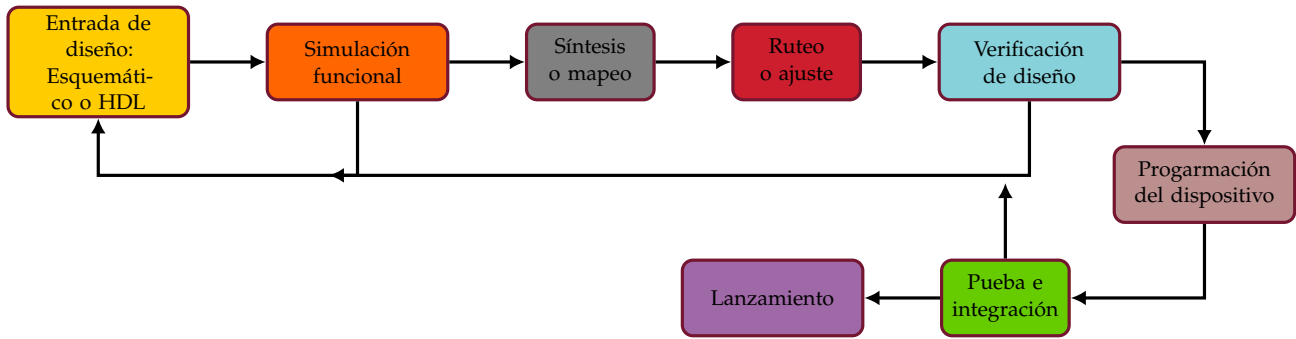 Entrada de
diseño:
Esquemáti-
co o HDL
Simulación
funcional
Síntesis
o mapeo
Ruteo
o ajuste
Verificación
de diseño
Progarmación
del dispositivo
Pueba e
integración
Lanzamiento